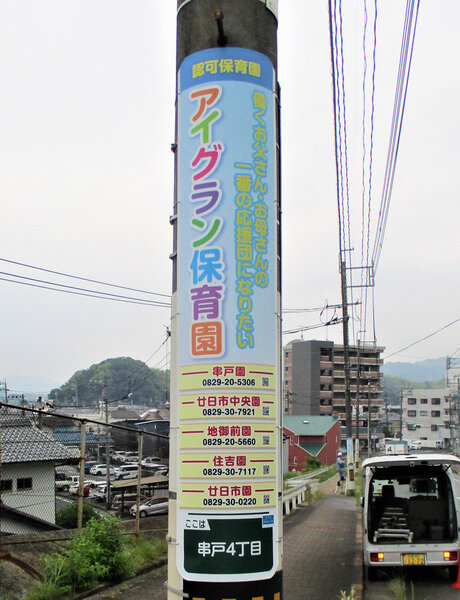 認可保育園
働くお父さん・お母さんの
一番の応援団になりたい
アイグラン保育園
串戸園
0829-20-5306
廿日市中央園
0829-30-7921
地御前園
0829-20-5660
住吉園
0829-30-7117
廿日市園
0829-30-0220
ここは
串戸4丁目